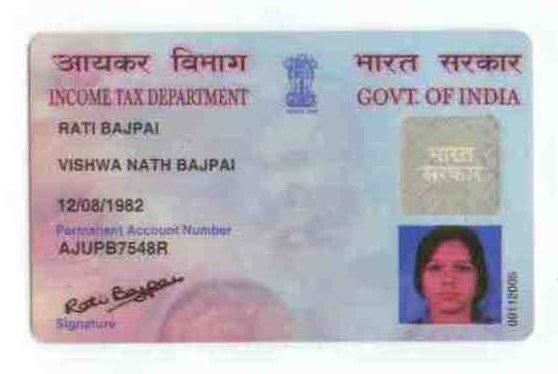 आयकर विभाग
INCOME TAX DEPARTMENT
भारत सरकार
GOVT. OF INDIA
RATI BAJPAI
VISHWA NATH BAJPAI
12/08/1982
Permanent Account Number
AJUPB7548R
Rati Bajpai
Signature
भारत
सरकार
09112005